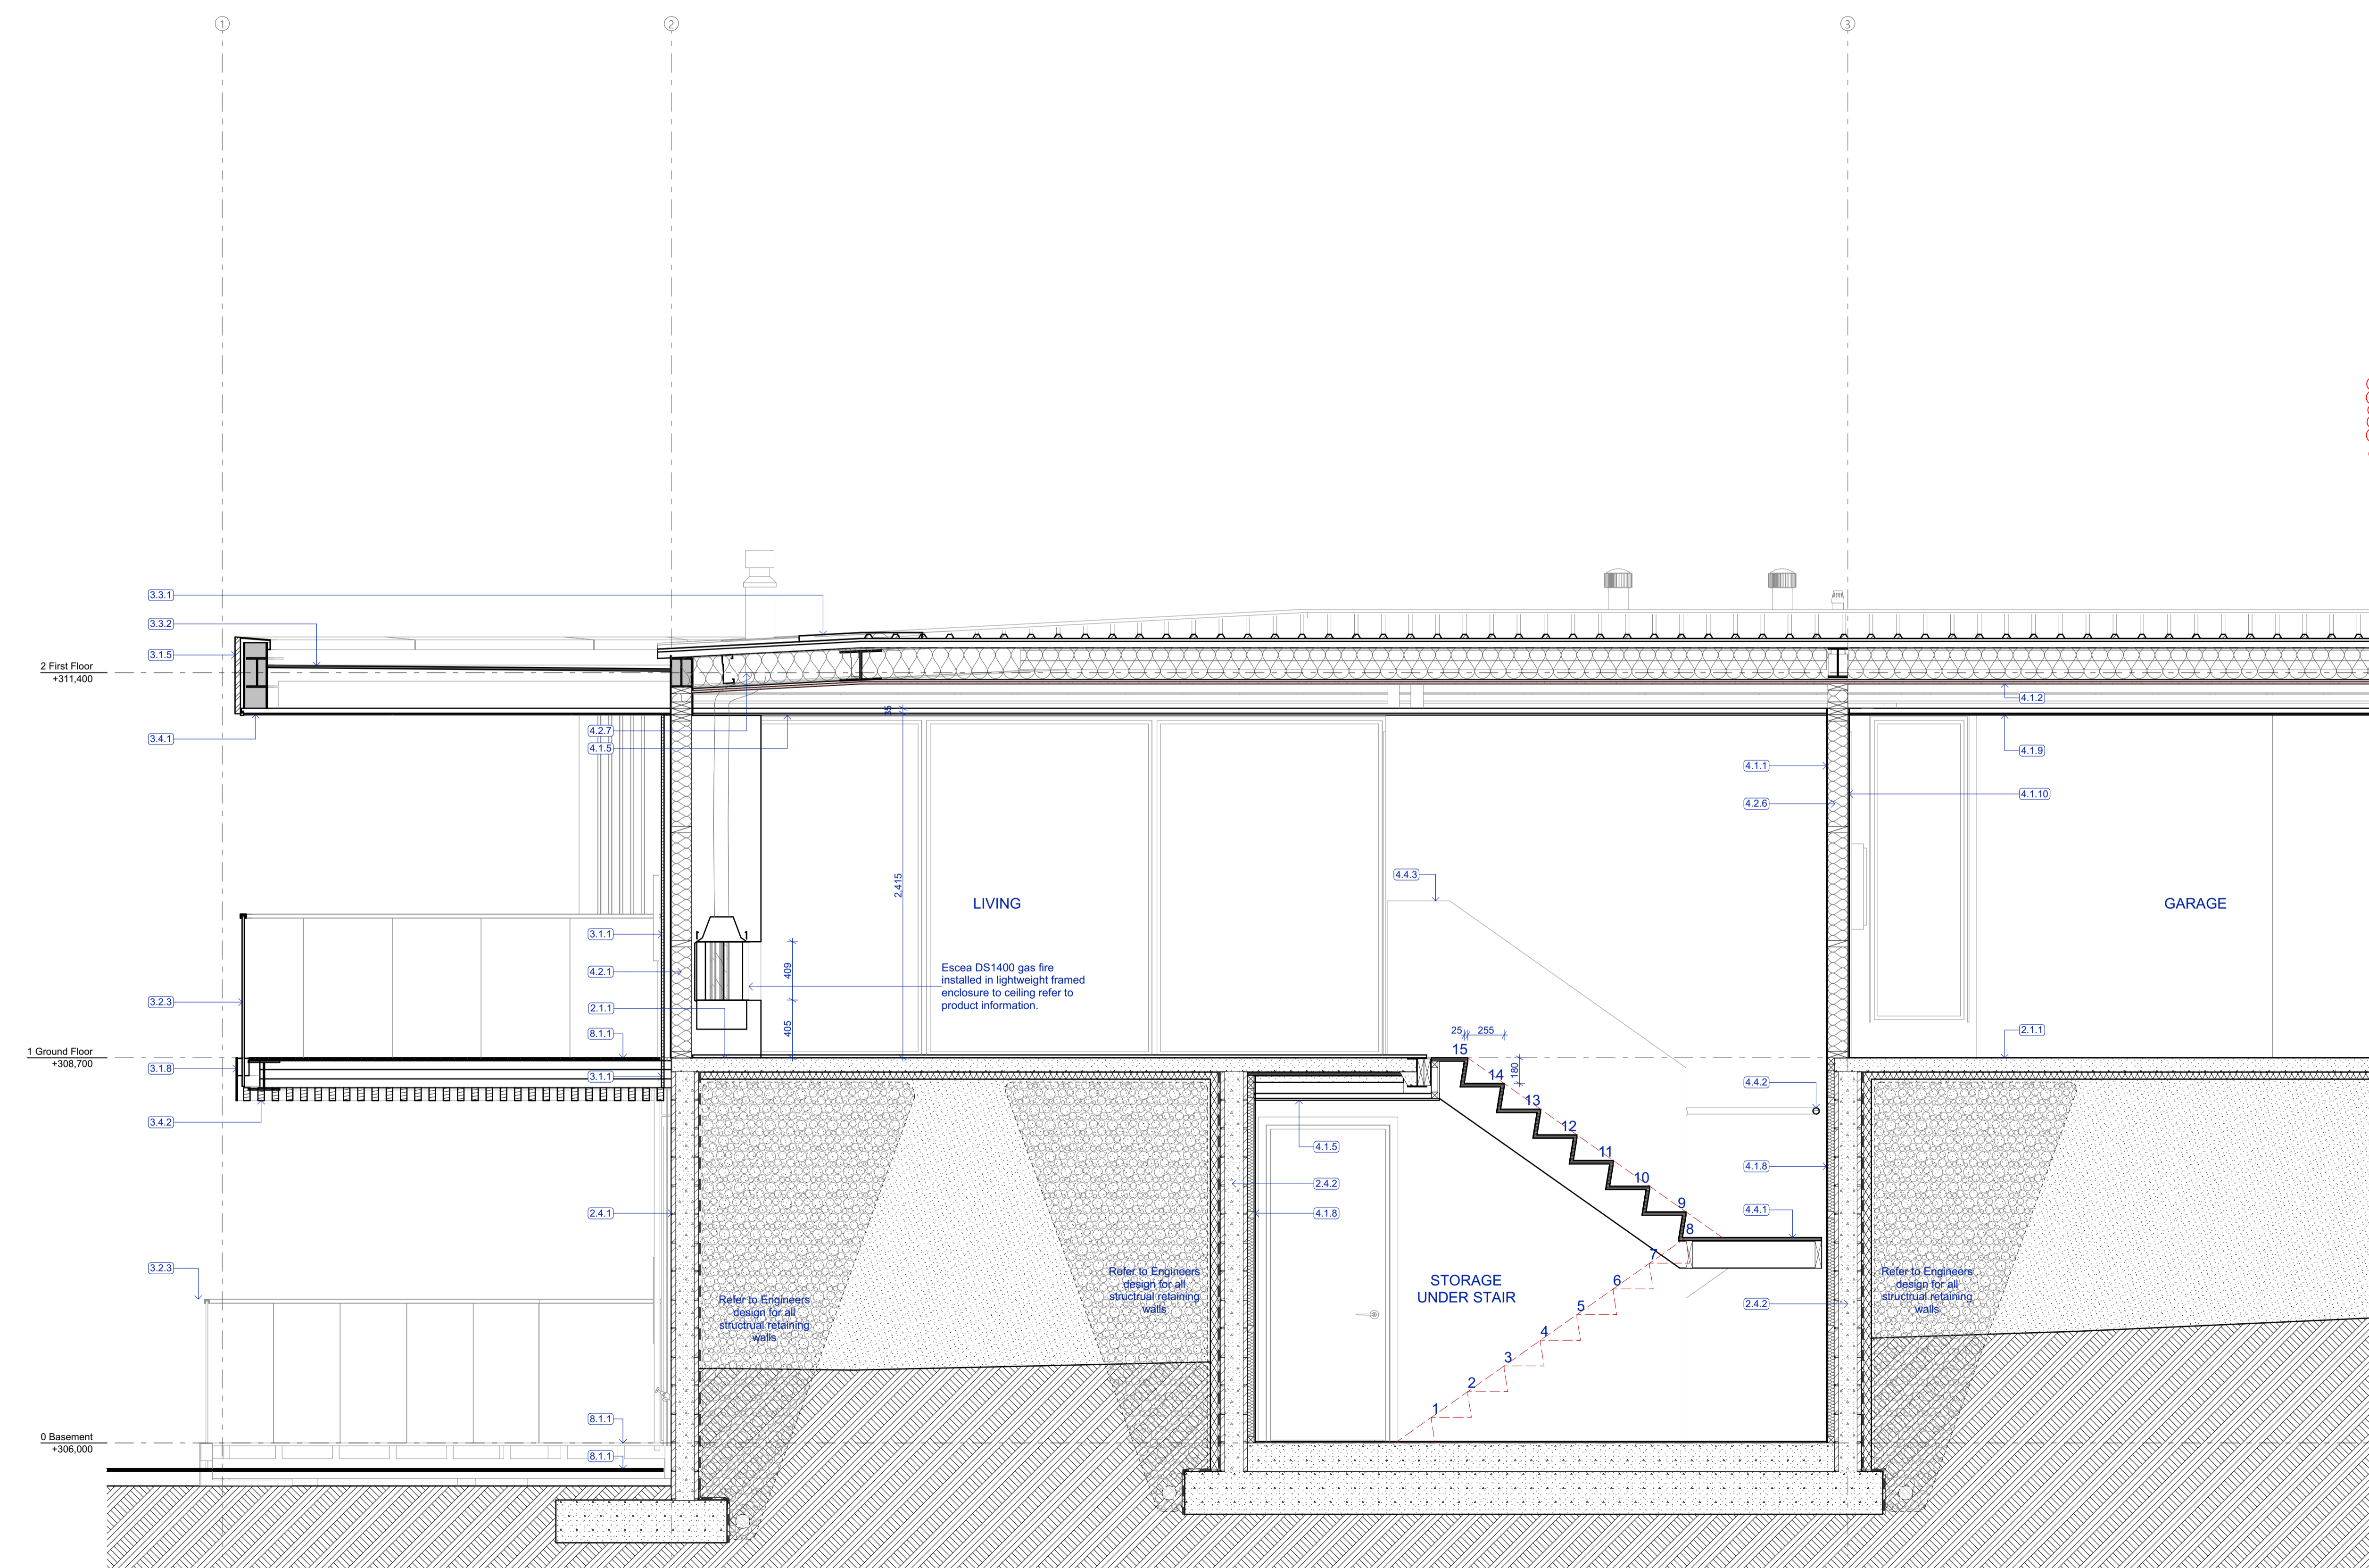 1
2
3
3.3.1
3.3.2
3.1.5
2 First Floor
+311,400
3.4.1
4.2.7
4.1.5
35
4.1.2
4.1.9
4.1.1
4.2.6
4.1.10
2,415
4.4.3
LIVING
GARAGE
3.1.1
4.2.1
409
Escea DS1400 gas fire
installed in lightweight framed
enclosure to ceiling refer to
product information.
3.2.3
2.1.1
8.1.1
405
25
255
2.1.1
1 Ground Floor
+308,700
3.1.8
3.1.1
15
180
14
4.4.2
13
3.4.2
12
4.1.5
11
4.1.8
10
2.4.2
9
2.4.1
4.1.8
4.4.1
8
7
3.2.3
Refer to Engineers
design for all
structrual retaining
walls
Refer to Engineers
design for all
structrual retaining
walls
STORAGE
UNDER STAIR
6
5
2.4.2
Refer to Engineers
design for all
structrual retaining
walls
4
3
2
1
8.1.1
0 Basement
+306,000
8.1.1